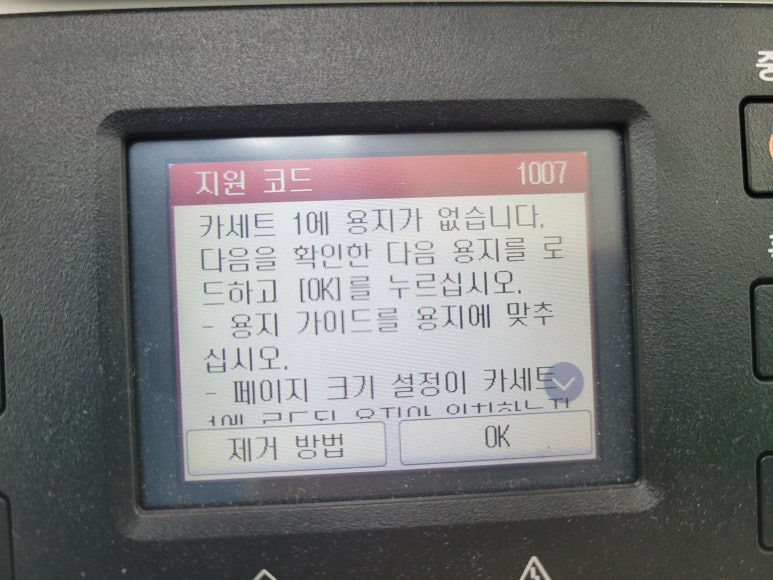 지원 코드 1007
카세트 1에 용지가 없습니다.
다음을 확인한 다음 용지를 로
드하고 [OK]를 누르십시오.
- 용지 가이드를 용지에 맞추
십시오.
- 페이지 크기 설정이 카세트
제거 방법 OK